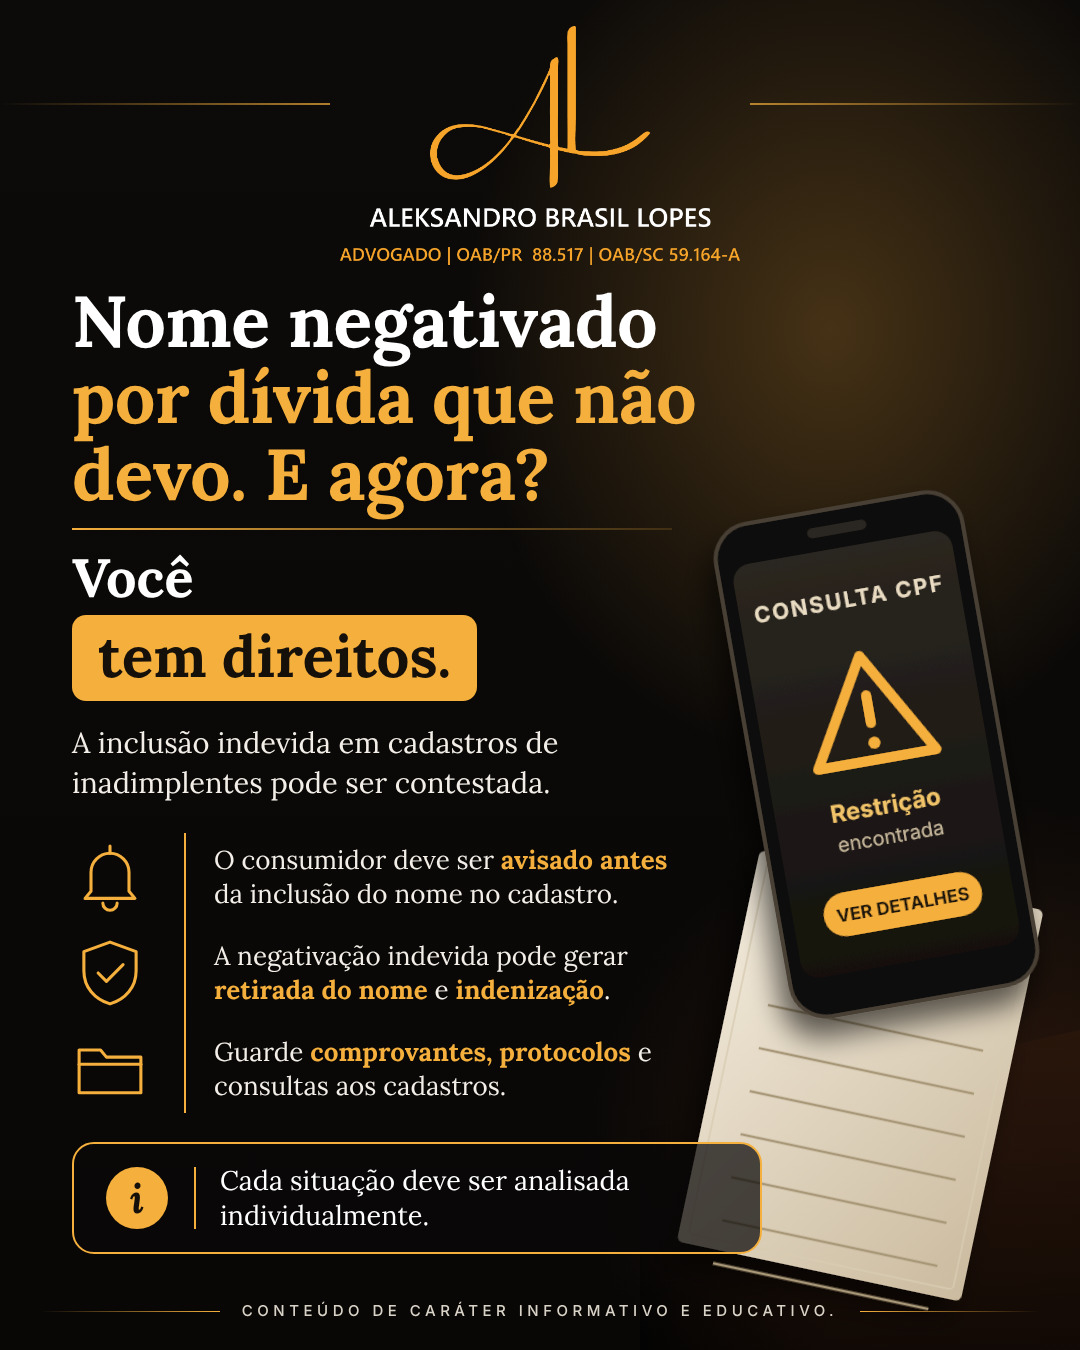 AL
ALEKSANDRO BRASIL LOPES
ADVOGADO | OAB/PR 88.517 | OAB/SC 59.164-A
Nome negativado
por dívida que não
devo. E agora?
Você
tem direitos.
A inclusão indevida em cadastros de
inadimplentes pode ser contestada.
O consumidor deve ser avisado antes
da inclusão do nome no cadastro.
A negativação indevida pode gerar
retirada do nome e indenização.
Guarde comprovantes, protocolos e
consultas aos cadastros.
i
Cada situação deve ser analisada
individualmente.
CONSULTA CPF
Restrição
encontrada
VER DETALHES
CONTEÚDO DE CARÁTER INFORMATIVO E EDUCATIVO.